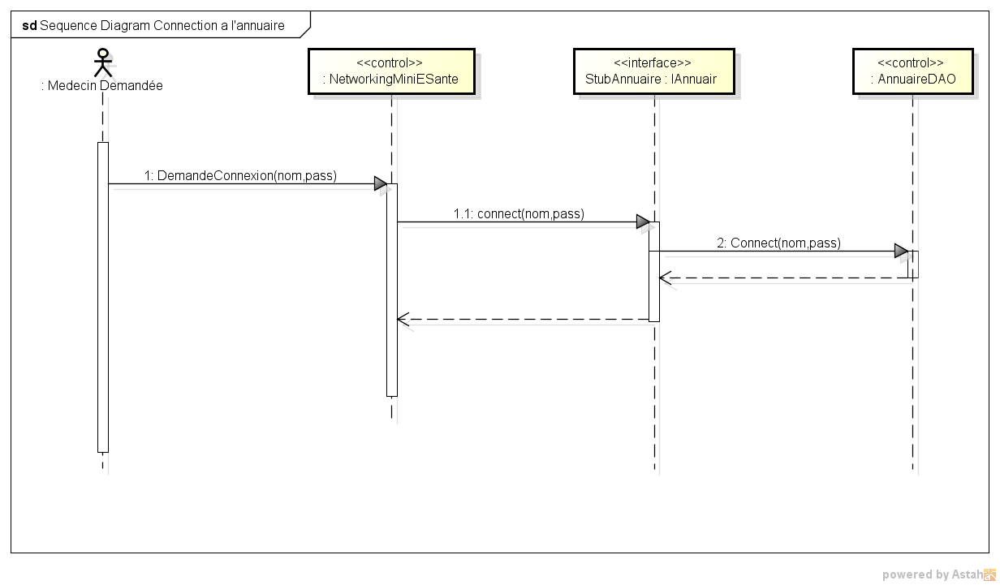 sd Sequence Diagram Connection a l'annuaire
: Medecin Demandée
<<control>>
: NetworkingMiniESante
<<interface>>
StubAnnuaire : IAnnuair
<<control>>
: AnnuaireDAO
1: DemandeConnexion(nom,pass)
1.1: connect(nom,pass)
2: Connect(nom,pass)
powered by Astah